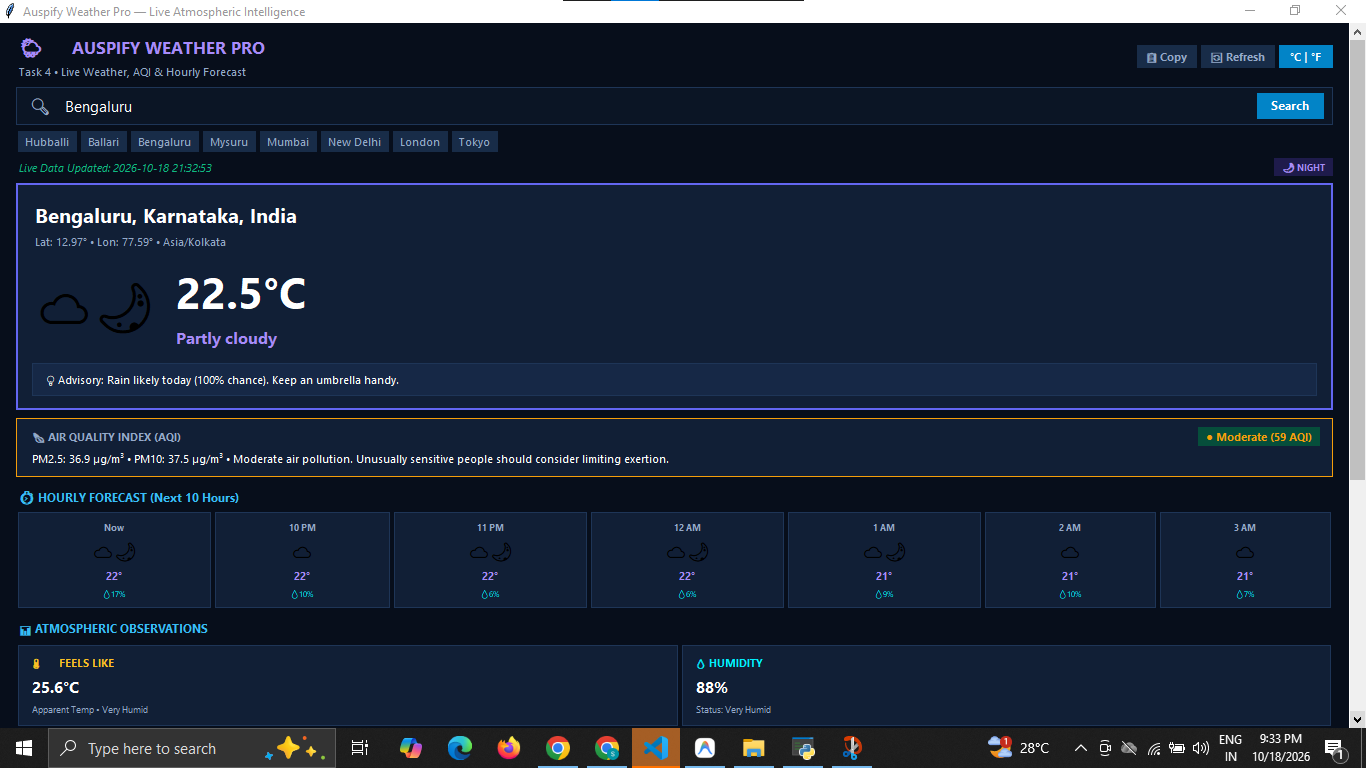 Auspify Weather Pro — Live Atmospheric Intelligence
AUSPIFY WEATHER PRO
Task 4 • Live Weather, AQI & Hourly Forecast
Copy
Refresh
°C | °F
Bengaluru
Search
Hubballi
Ballari
Bengaluru
Mysuru
Mumbai
New Delhi
London
Tokyo
Live Data Updated: 2026-10-18 21:32:53
NIGHT
Bengaluru, Karnataka, India
Lat: 12.97° • Lon: 77.59° • Asia/Kolkata
22.5°C
Partly cloudy
Advisory: Rain likely today (100% chance). Keep an umbrella handy.
AIR QUALITY INDEX (AQI)
● Moderate (59 AQI)
PM2.5: 36.9 µg/m³ • PM10: 37.5 µg/m³ • Moderate air pollution. Unusually sensitive people should consider limiting exertion.
HOURLY FORECAST (Next 10 Hours)
Now
22°
17%
10 PM
22°
10%
11 PM
22°
6%
12 AM
22°
6%
1 AM
21°
9%
2 AM
21°
10%
3 AM
21°
7%
ATMOSPHERIC OBSERVATIONS
FEELS LIKE
25.6°C
Apparent Temp • Very Humid
HUMIDITY
88%
Status: Very Humid
Type here to search
1
28°C
ENG
IN
9:33 PM
10/18/2026
1